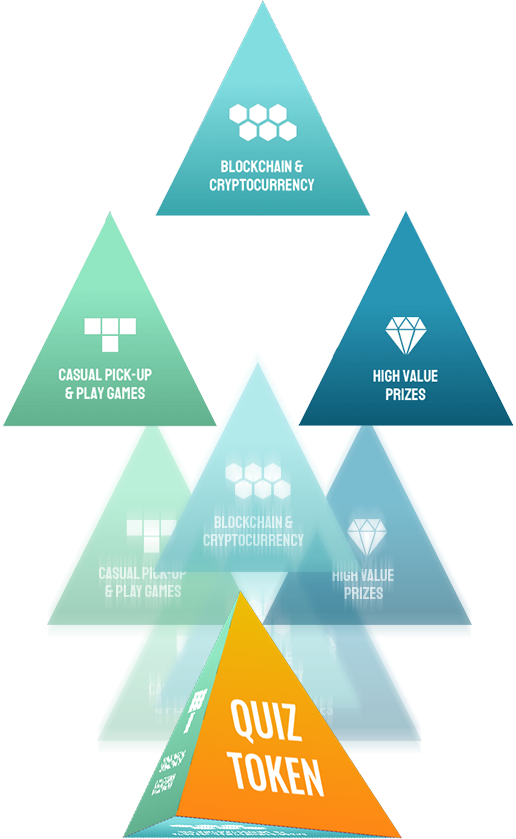 BLOCKCHAIN &
CRYPTOCURRENCY
CASUAL PICK-UP
& PLAY GAMES
HIGH VALUE
PRIZES
BLOCKCHAIN &
CRYPTOCURRENCY
CASUAL PICK-UP
& PLAY GAMES
HIGH VALUE
PRIZES
QUIZ
TOKEN